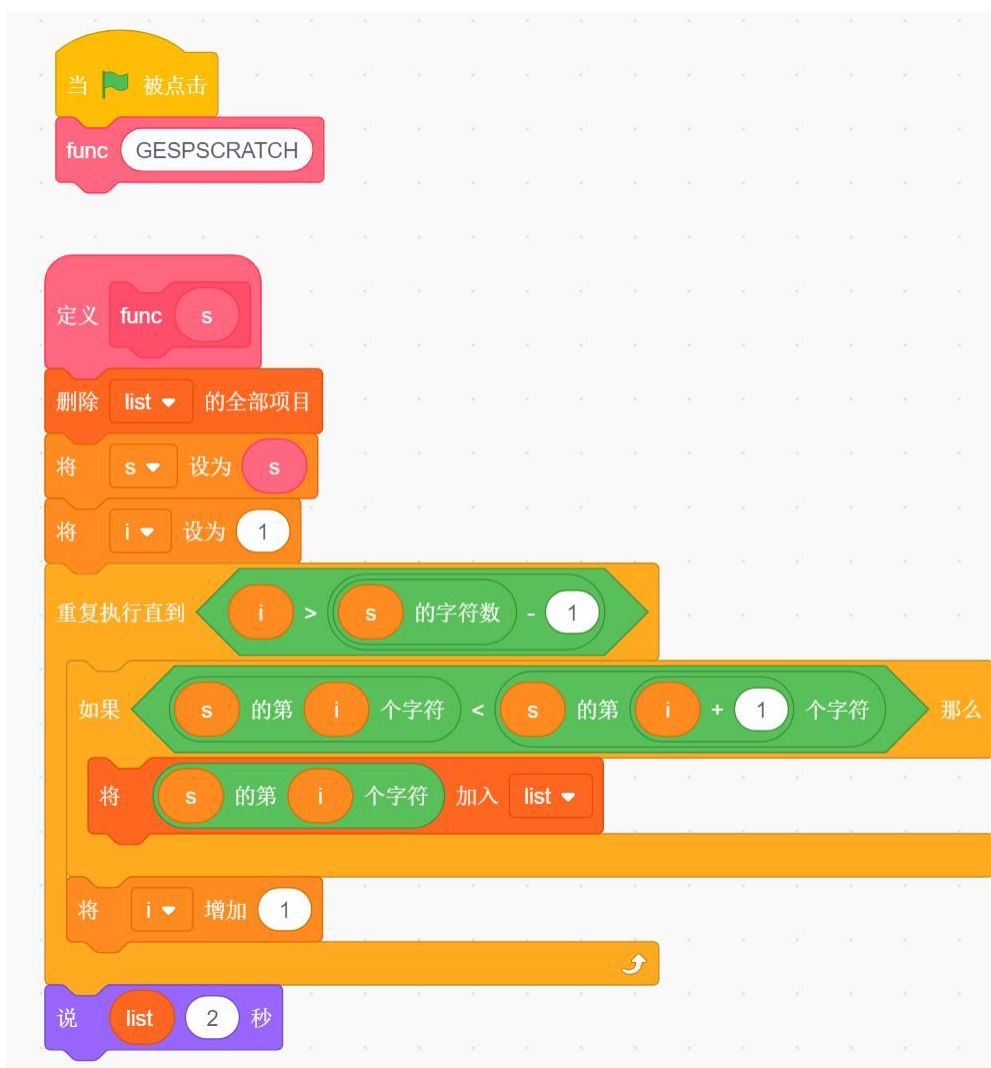 当 被点击
func GESPSCRATCH
定义 func s
删除 list 的全部项目
将 s 设为 s
将 i 设为 1
重复执行直到 i > s 的字符数 - 1
如果 s 的第 i 个字符 < s 的第 i + 1 个字符 那么
将 s 的第 i 个字符 加入 list
将 i 增加 1
说 list 2 秒